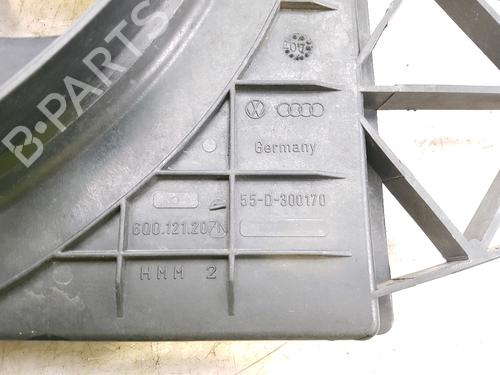 B-PARTS
07
Germany
55-D-300170
6Q0.121.207N
HMM 2